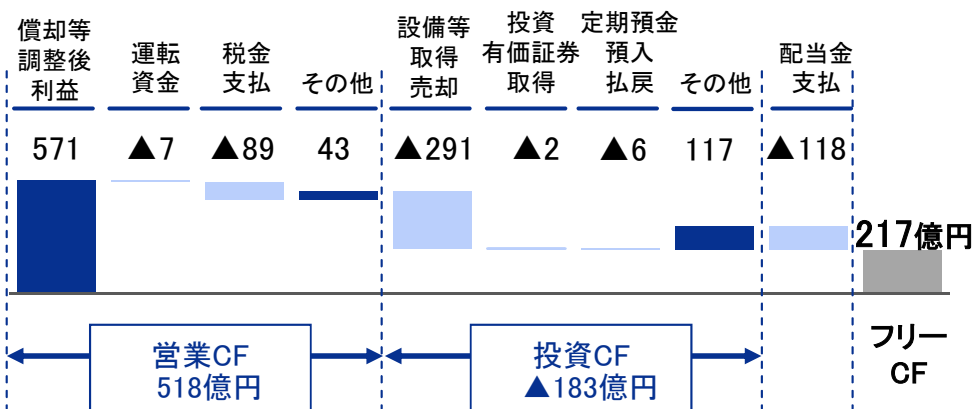 償却等
調整後
利益
運転
資金
税金
支払
その他
設備等
取得
売却
投資
有価証券
取得
定期預金
預入
払戻
その他
配当金
支払
571
▲7
▲89
43
▲291
▲2
▲6
117
▲118
217億円
営業CF
518億円
投資CF
▲183億円
フリー
CF